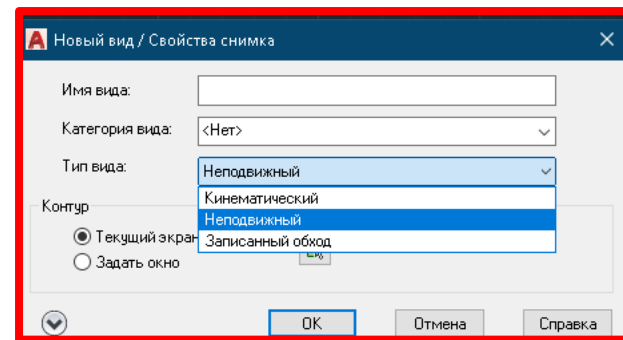 Новый вид / Свойства снимка
Имя вида:
Категория вида: <Нет>
Тип вида: Неподвижный
Кинематический
Неподвижный
Записанный обход
Контур
Текущий экран
Задать окно
OK Отмена Справка